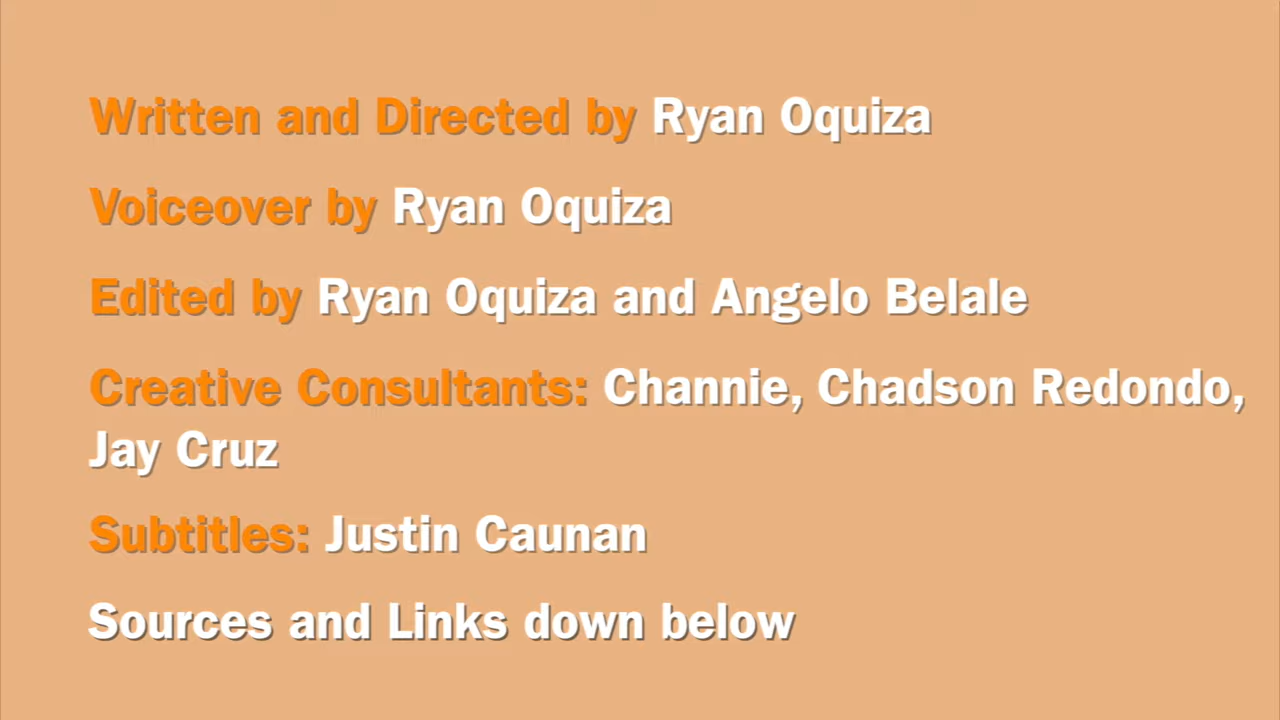 Written and Directed by Ryan Oquiza
Voiceover by Ryan Oquiza
Edited by Ryan Oquiza and Angelo Belale
Creative Consultants: Channie, Chadson Redondo,
Jay Cruz
Subtitles: Justin Caunan
Sources and Links down below